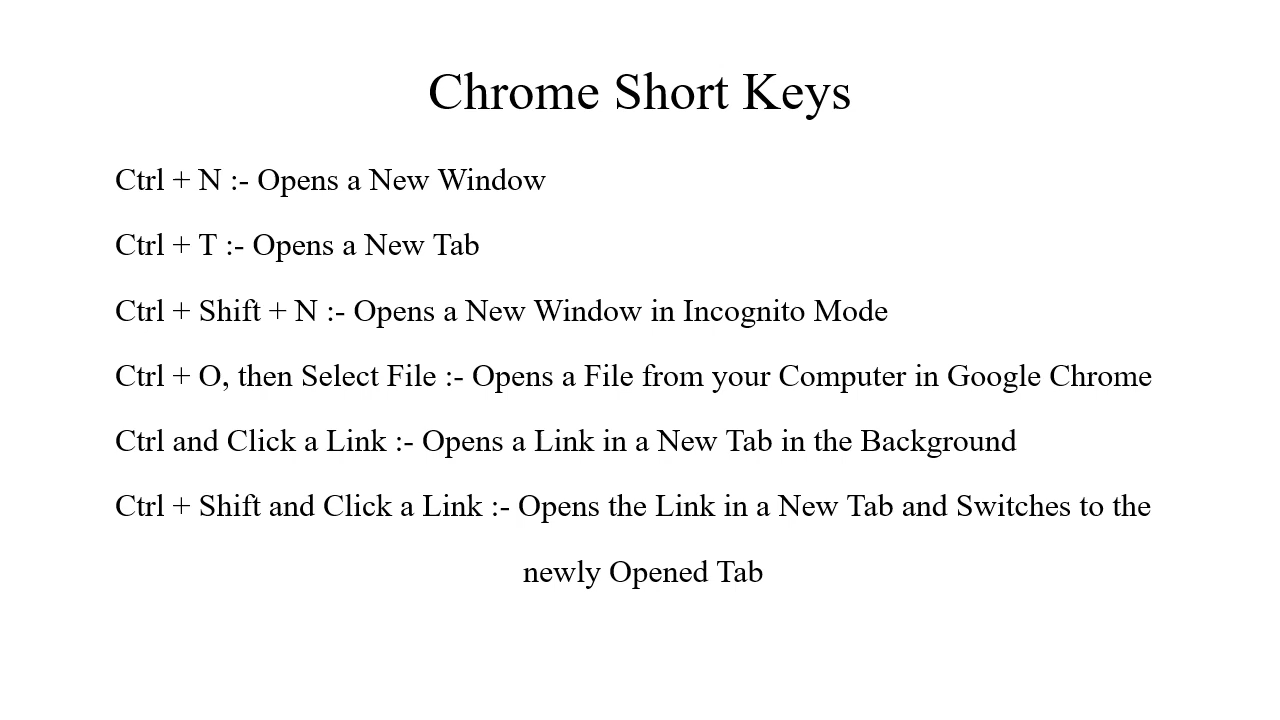 Chrome Short Keys
Ctrl + N :- Opens a New Window
Ctrl + T :- Opens a New Tab
Ctrl + Shift + N :- Opens a New Window in Incognito Mode
Ctrl + O, then Select File :- Opens a File from your Computer in Google Chrome
Ctrl and Click a Link :- Opens a Link in a New Tab in the Background
Ctrl + Shift and Click a Link :- Opens the Link in a New Tab and Switches to the
newly Opened Tab